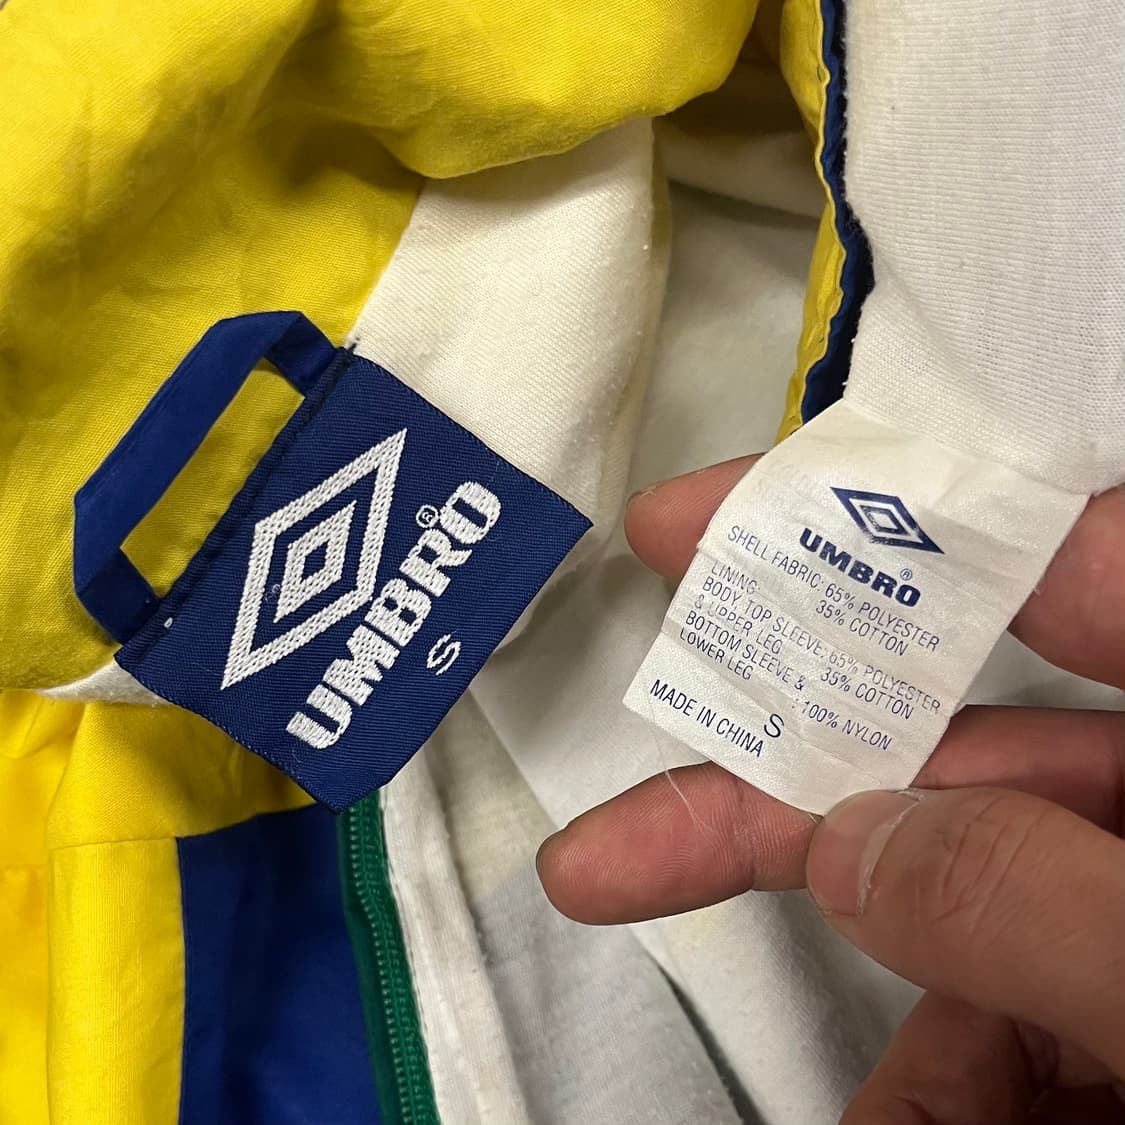 UMBRO®
S
UMBRO®
SHELL FABRIC: 65% POLYESTER
35% COTTON
LINING:
BODY, TOP SLEEVE: 65% POLYESTER
& UPPER LEG 35% COTTON
BOTTOM SLEEVE & : 100% NYLON
LOWER LEG
S
MADE IN CHINA